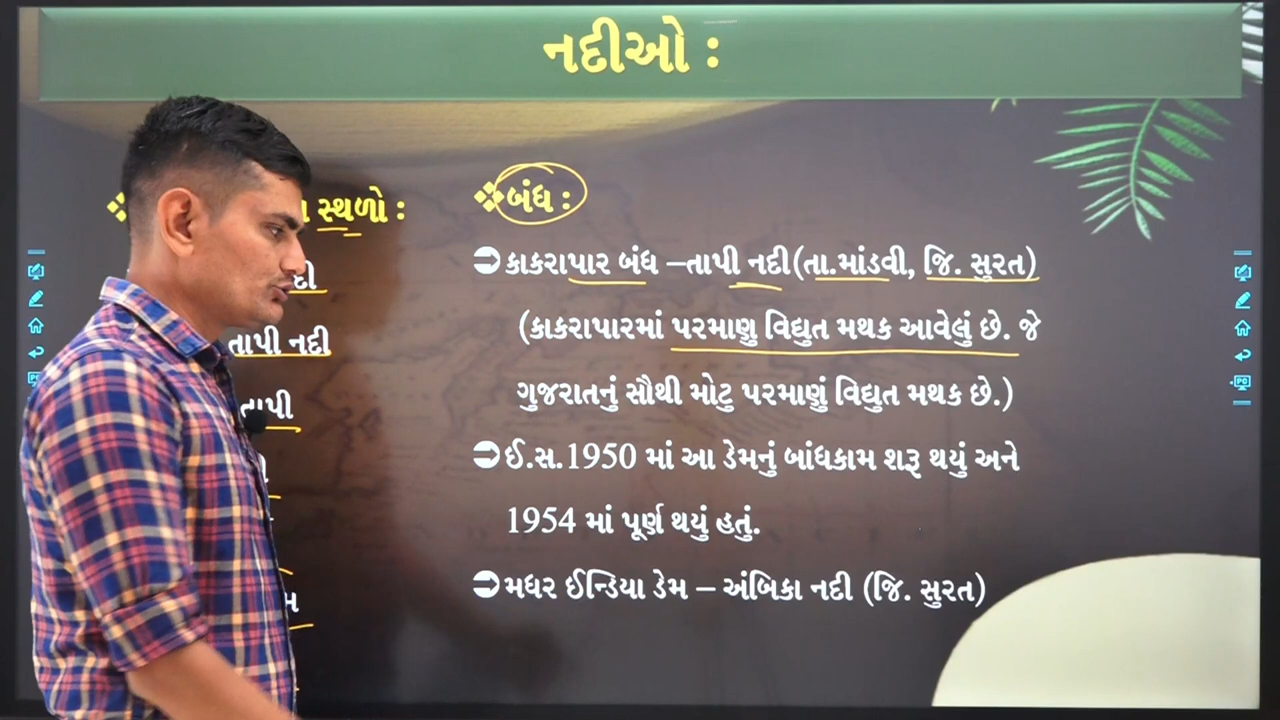 નદીઓ :
સ્થળો :
તાપી નદી
તાપી
❖બંધ :
➲કાકરાપાર બંધ –તાપી નદી(તા.માંડવી, જિ. સુરત)
(કાકરાપારમાં પરમાણુ વિદ્યુત મથક આવેલું છે. જે
ગુજરાતનું સૌથી મોટુ પરમાણું વિદ્યુત મથક છે.)
➲ઈ.સ.1950 માં આ ડેમનું બાંધકામ શરૂ થયું અને
1954 માં પૂર્ણ થયું હતું.
➲મધર ઈન્ડિયા ડેમ – અંબિકા નદી (જિ. સુરત)